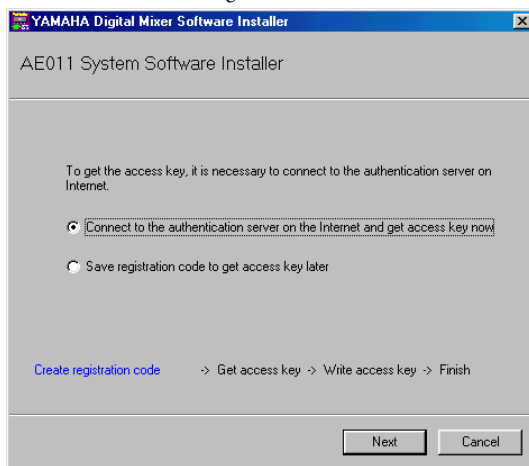 YAMAHA Digital Mixer Software Installer
AE011 System Software Installer
To get the access key, it is necessary to connect to the authentication server on
Internet.
Connect to the authentication server on the Internet and get access key now
Save registration code to get access key later
Create registration code -> Get access key -> Write access key -> Finish
Next Cancel